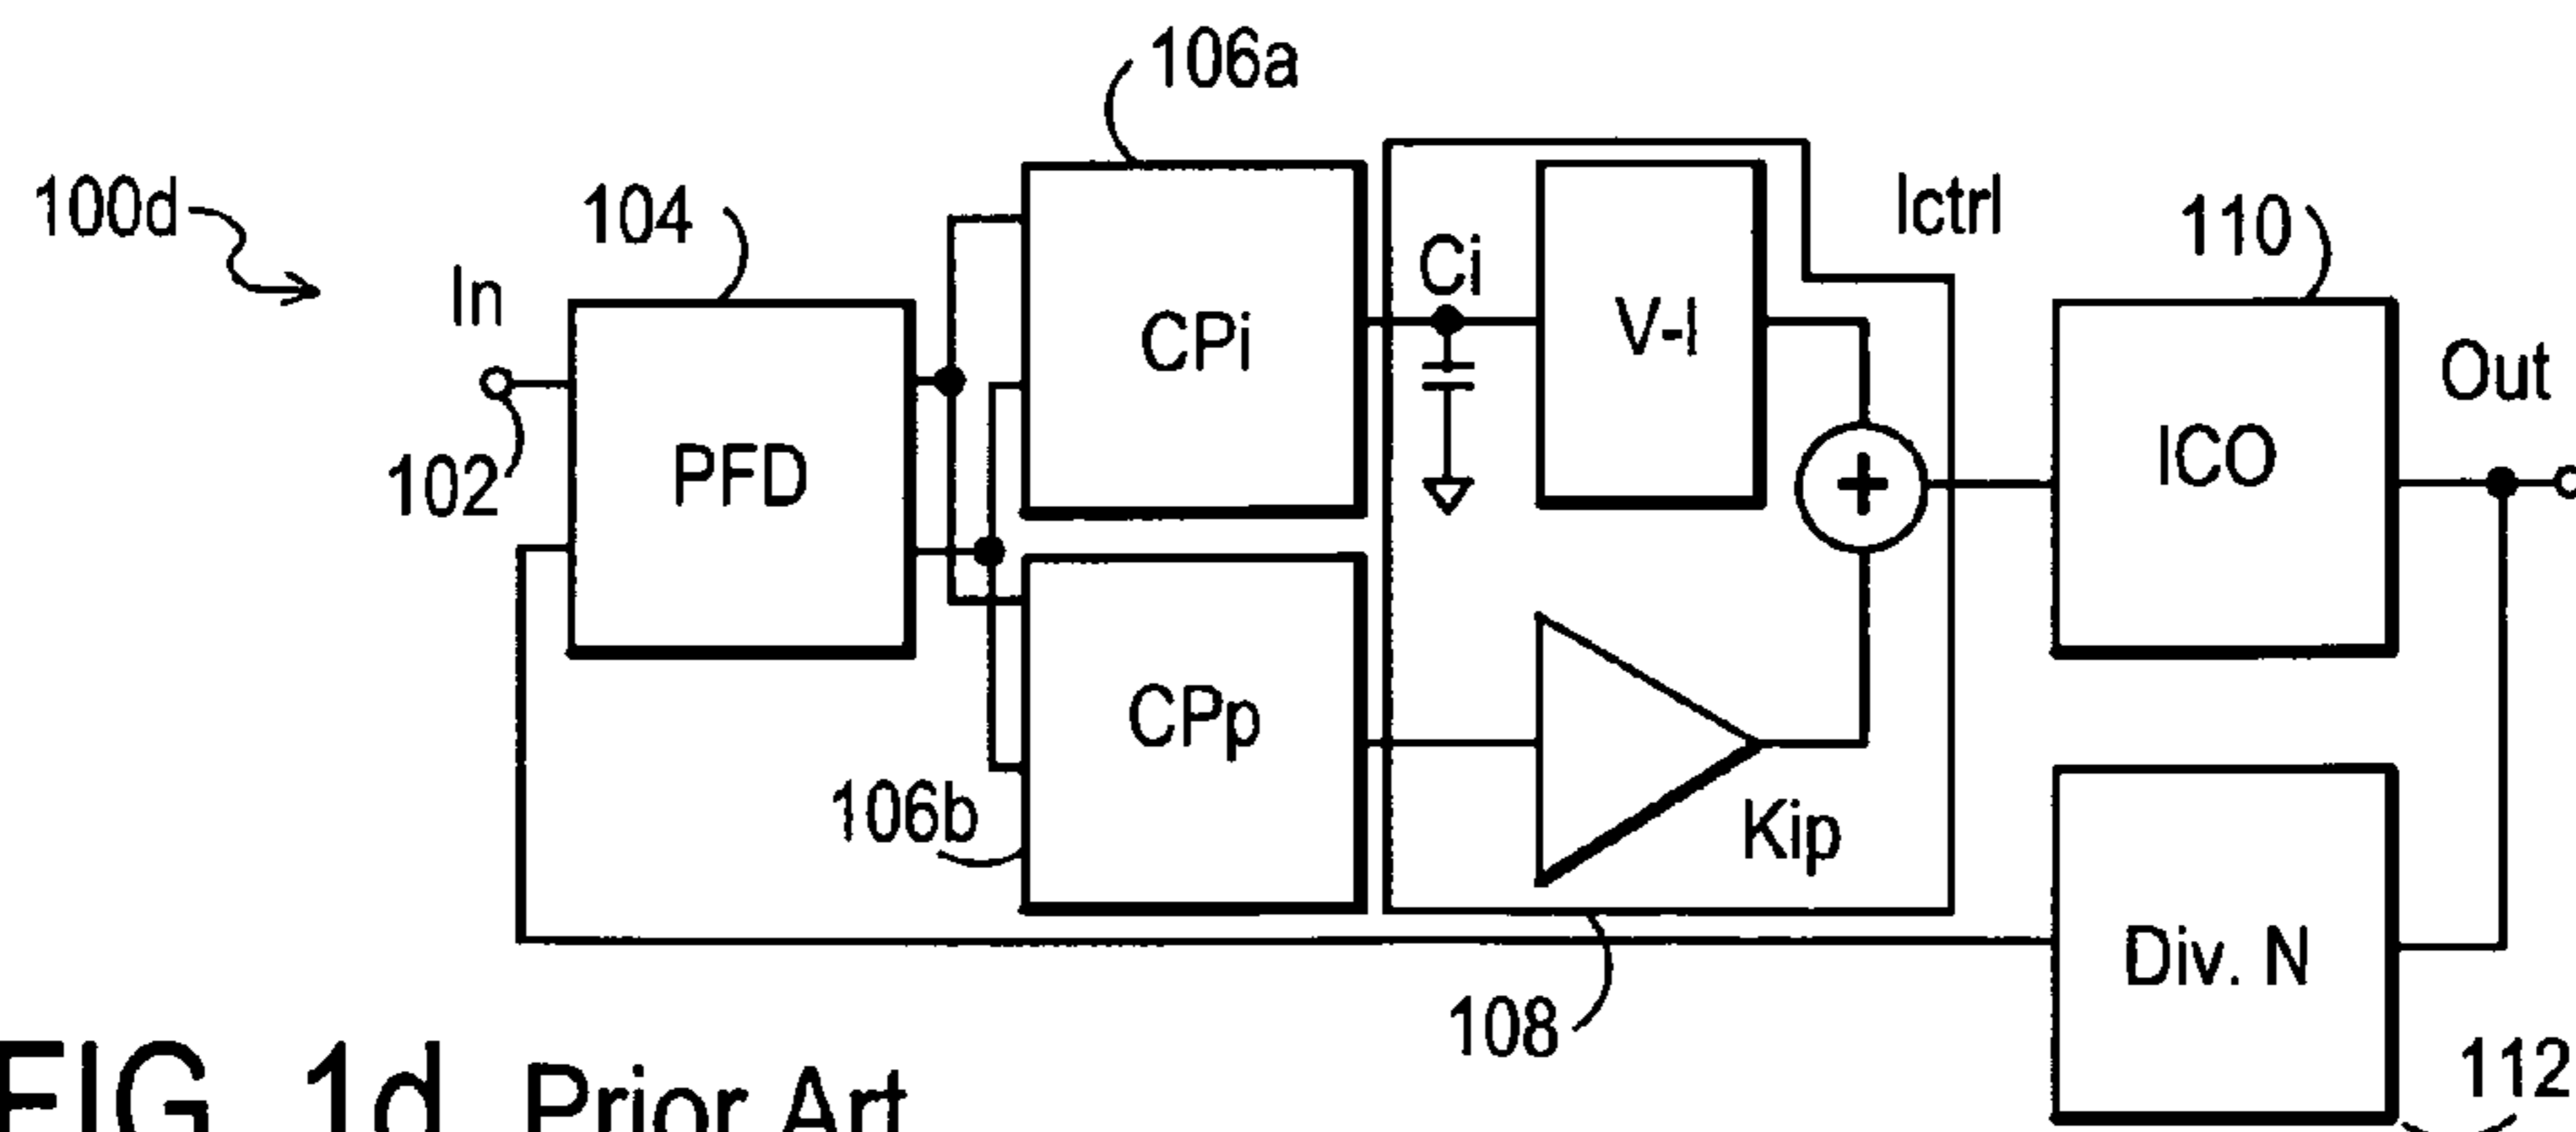 106a
100d
104
Ictrl
110
In
Ci
V-I
CPi
Out
102
PFD
+
ICO
CPp
106b
Kip
Div. N
108
112
FIG. 1d Prior Art